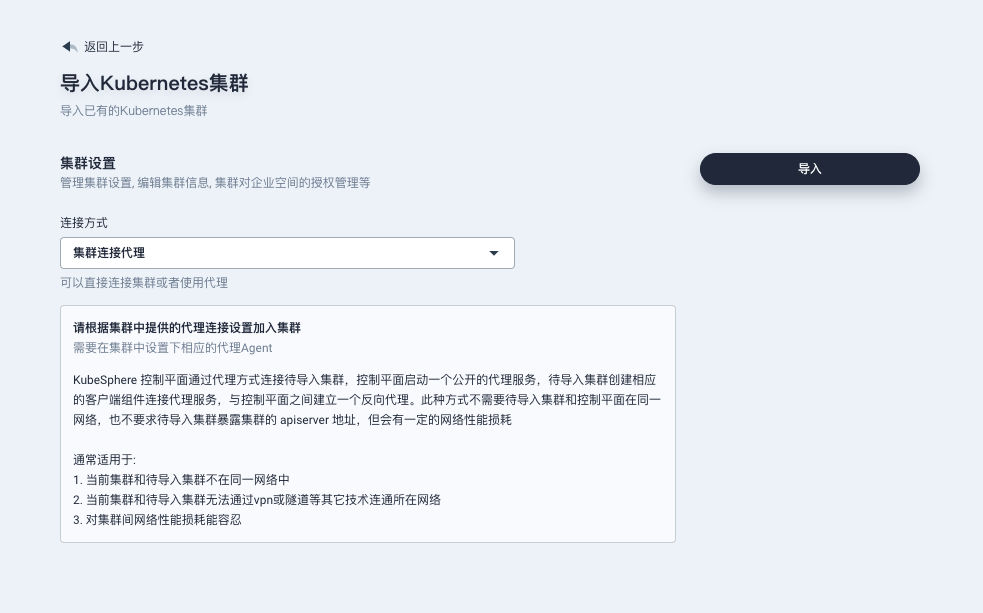 返回上一步
导入Kubernetes集群
导入已有的Kubernetes集群
集群设置
管理集群设置, 编辑集群信息, 集群对企业空间的授权管理等
导入
连接方式
集群连接代理
可以直接连接集群或者使用代理
请根据集群中提供的代理连接设置加入集群
需要在集群中设置下相应的代理Agent
KubeSphere 控制平面通过代理方式连接待导入集群，控制平面启动一个公开的代理服务，待导入集群创建相应
的客户端组件连接代理服务，与控制平面之间建立一个反向代理。此种方式不需要待导入集群和控制平面在同一
网络，也不要求待导入集群暴露集群的 apiserver 地址，但会有一定的网络性能损耗
通常适用于:
1. 当前集群和待导入集群不在同一网络中
2. 当前集群和待导入集群无法通过vpn或隧道等其它技术连通所在网络
3. 对集群间网络性能损耗能容忍